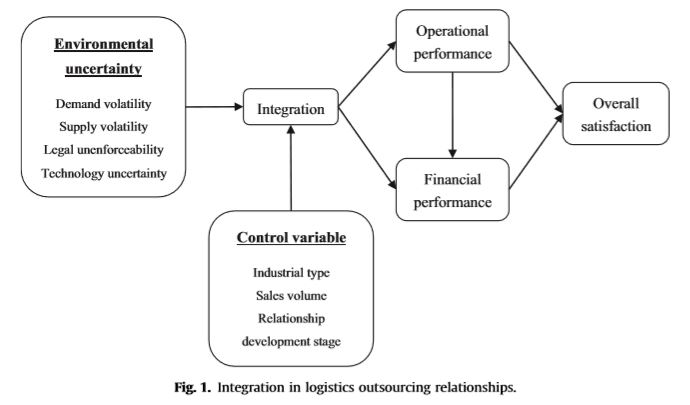 Environmental
uncertainty
Demand volatility
Supply volatility
Legal unenforceability
Technology uncertainty
Integration
Operational
performance
Financial
performance
Overall
satisfaction
Control variable
Industrial type
Sales volume
Relationship
development stage
Fig. 1. Integration in logistics outsourcing relationships.